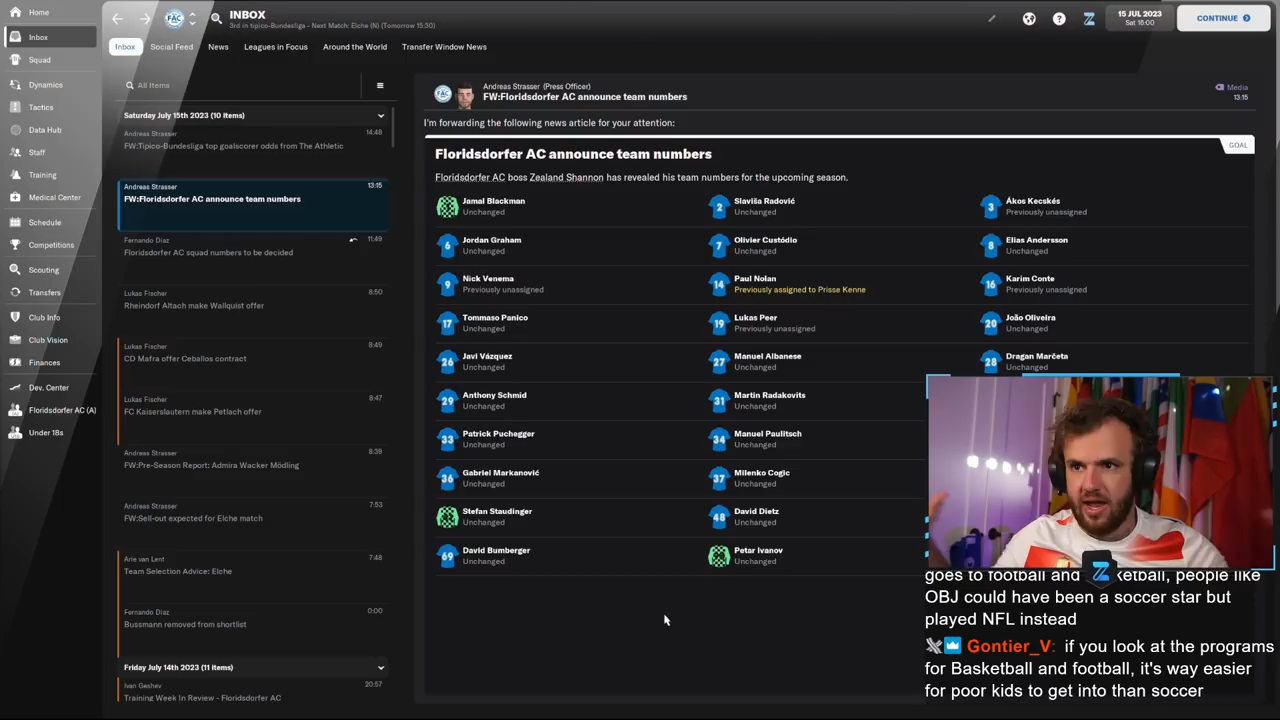 Home
Inbox
Squad
Dynamics
Tactics
Data Hub
Staff
Training
Medical Center
Schedule
Competitions
Scouting
Transfers
Club Info
Club Vision
Finances
Dev. Center
Floridsdorfer AC (A)
Under 18s
FAC
INBOX
3rd in tipico-Bundesliga - Next Match: Elche (N) (Tomorrow 15:30)
15 JUL 2023
Sat 16:00
CONTINUE
Inbox
Social Feed
News
Leagues in Focus
Around the World
Transfer Window News
All Items
Saturday July 15th 2023 (10 Items)
Andreas Strasser 14:48
FW:Tipico-Bundesliga top goalscorer odds from The Athletic
Andreas Strasser 13:15
FW:Floridsdorfer AC announce team numbers
Fernando Diaz 11:49
Floridsdorfer AC squad numbers to be decided
Lukas Fischer 8:50
Rheindorf Altach make Wallquist offer
Lukas Fischer 8:49
CD Mafra offer Ceballos contract
Lukas Fischer 8:47
FC Kaiserslautern make Petlach offer
Andreas Strasser 8:39
FW:Pre-Season Report: Admira Wacker Mödling
Andreas Strasser 7:53
FW:Sell-out expected for Elche match
Arie van Lent 7:48
Team Selection Advice: Elche
Fernando Diaz 0:00
Bussmann removed from shortlist
Friday July 14th 2023 (11 Items)
Ivan Geshev 20:57
Training Week In Review - Floridsdorfer AC
Andreas Strasser (Press Officer)
FW:Floridsdorfer AC announce team numbers
Media
13:15
I'm forwarding the following news article for your attention:
GOAL
Floridsdorfer AC announce team numbers
Floridsdorfer AC boss Zealand Shannon has revealed his team numbers for the upcoming season.
Jamal Blackman
Unchanged
2 Slaviša Radović
Unchanged
3 Ákos Kecskés
Previously unassigned
6 Jordan Graham
Unchanged
7 Olivier Custódio
Unchanged
8 Elias Andersson
Unchanged
9 Nick Venema
Previously unassigned
14 Paul Nolan
Previously assigned to Prisse Kenne
16 Karim Conte
Previously unassigned
17 Tommaso Panico
Unchanged
19 Lukas Peer
Previously unassigned
20 João Oliveira
Unchanged
26 Javi Vázquez
Unchanged
27 Manuel Albanese
Unchanged
28 Dragan Marčeta
Unchanged
29 Anthony Schmid
Unchanged
31 Martin Radakovits
Unchanged
33 Patrick Puchegger
Unchanged
34 Manuel Paulitsch
Unchanged
36 Gabriel Markanović
Unchanged
37 Milenko Cogic
Unchanged
Stefan Staudinger
Unchanged
48 David Dietz
Unchanged
69 David Bumberger
Unchanged
Petar Ivanov
Unchanged
goes to football and people like
OBJ could have been a soccer star but
played NFL instead
Gontier_V: if you look at the programs
for Basketball and football, it's way easier
for poor kids to get into than soccer